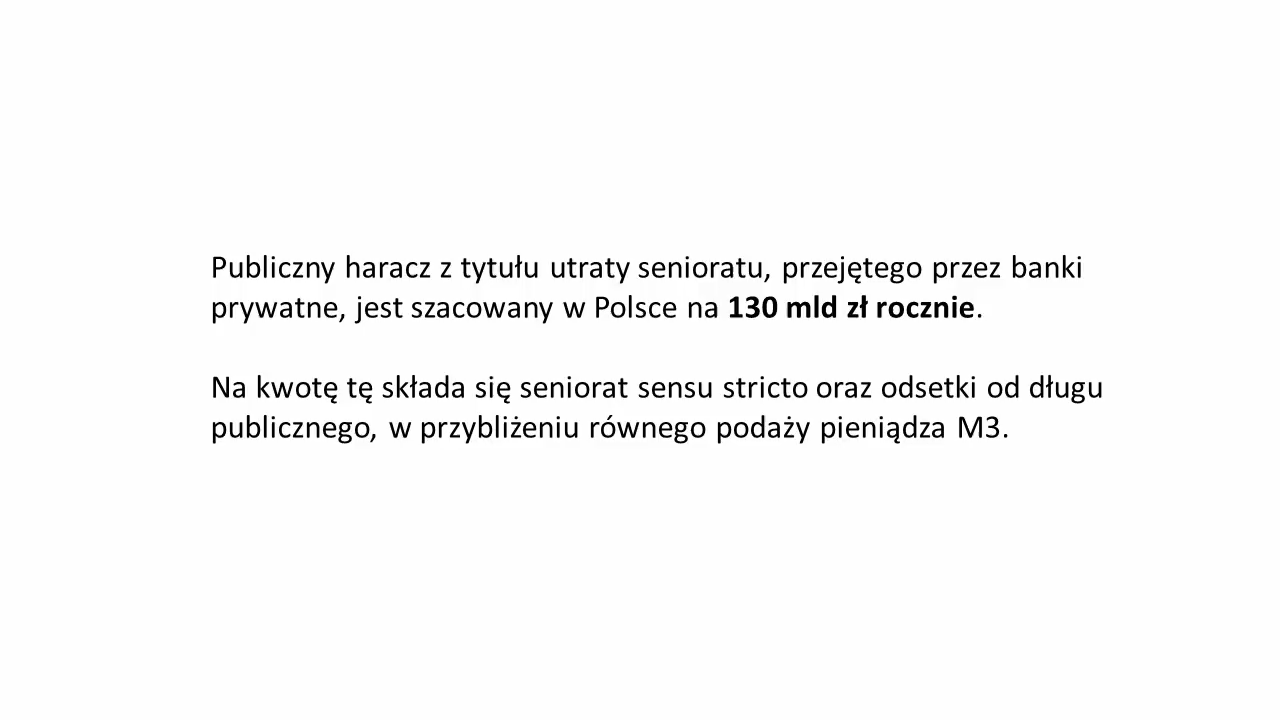 Publiczny haracz z tytułu utraty senioratu, przejętego przez banki
prywatne, jest szacowany w Polsce na 130 mld zł rocznie.
Na kwotę tę składa się seniorat sensu stricto oraz odsetki od długu
publicznego, w przybliżeniu równego podaży pieniądza M3.